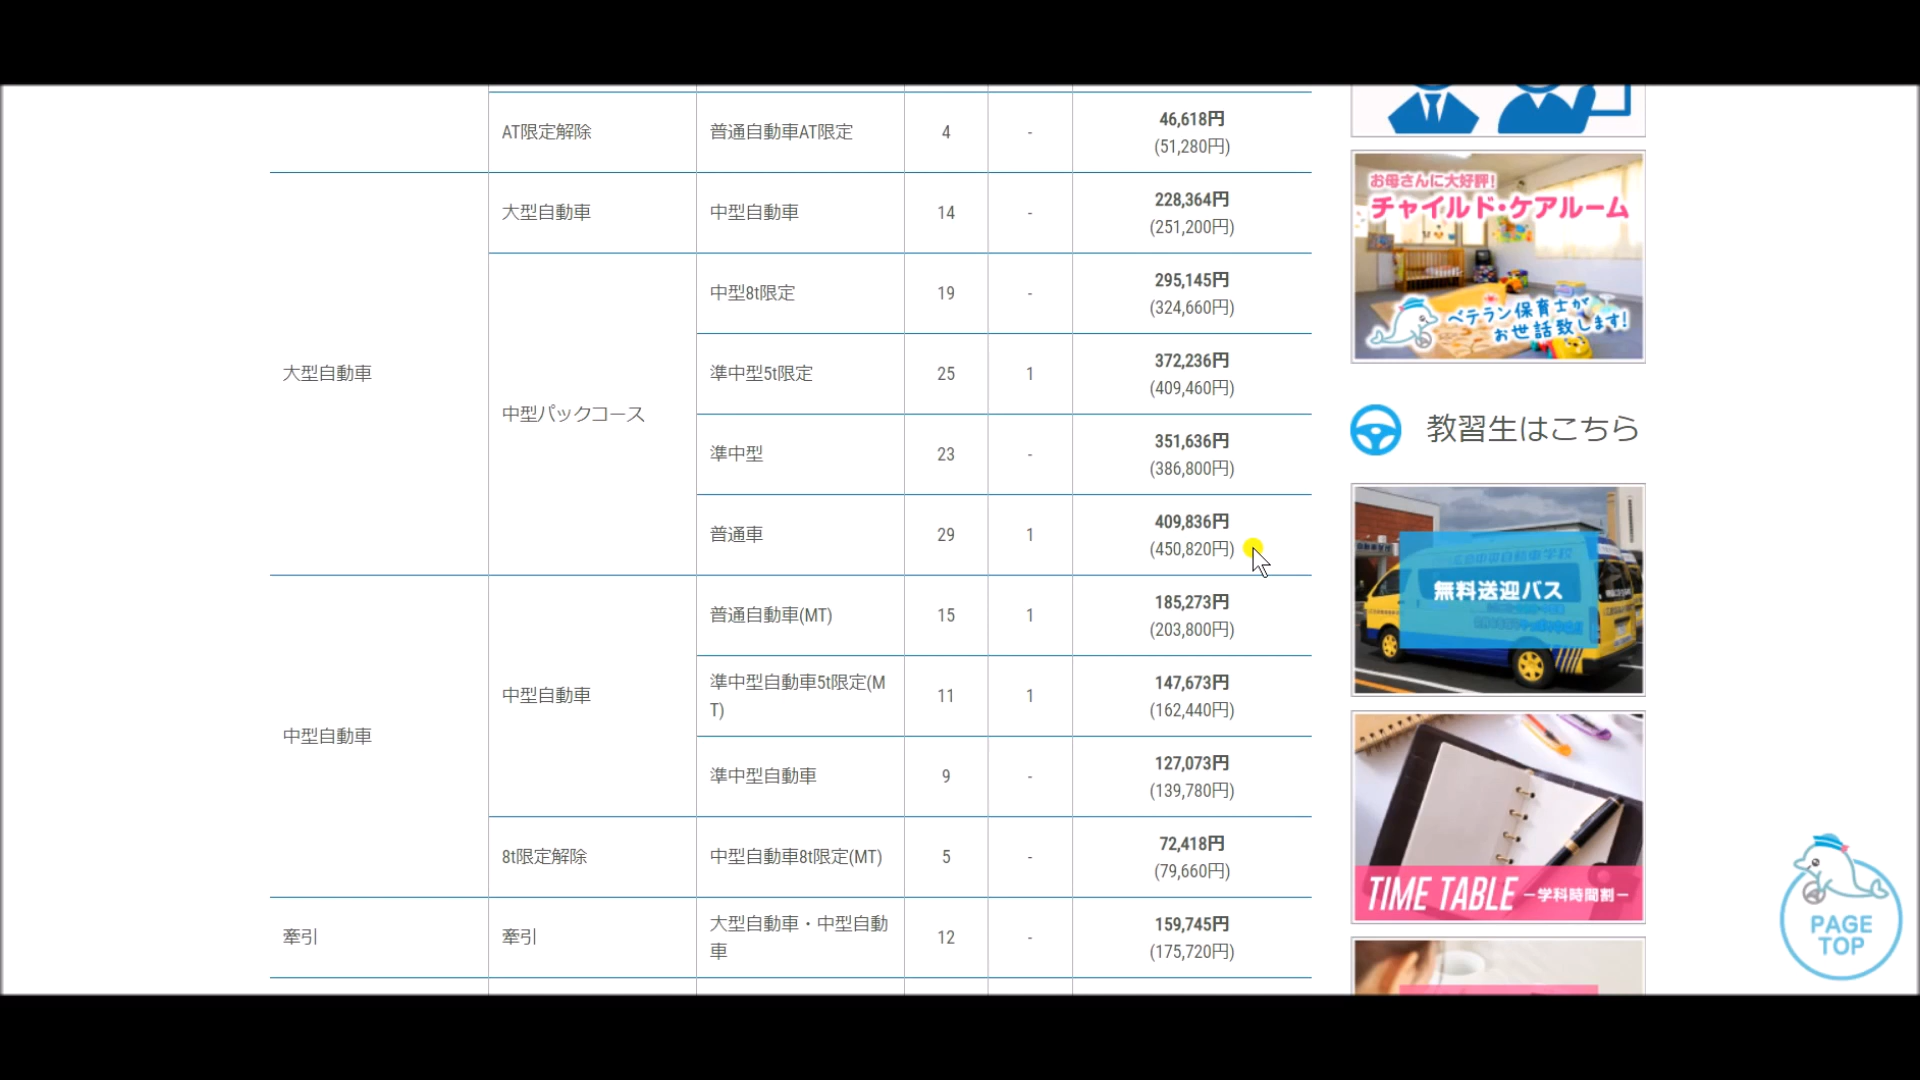 AT限定解除 普通自動車AT限定 4 - 46,618円
(51,280円)
大型自動車 大型自動車 中型自動車 14 - 228,364円
(251,200円)
中型パックコース 中型8t限定 19 - 295,145円
(324,660円)
準中型5t限定 25 1 372,236円
(409,460円)
準中型 23 - 351,636円
(386,800円)
普通車 29 1 409,836円
(450,820円)
中型自動車 中型自動車 普通自動車(MT) 15 1 185,273円
(203,800円)
準中型自動車5t限定(M
T) 11 1 147,673円
(162,440円)
準中型自動車 9 - 127,073円
(139,780円)
8t限定解除 中型自動車8t限定(MT) 5 - 72,418円
(79,660円)
牽引 牽引 大型自動車・中型自動
車 12 - 159,745円
(175,720円)
お母さんに大好評!
チャイルド・ケアルーム
ベテラン保育士が
お世話致します!
教習生はこちら
無料送迎バス
TIME TABLE －学科時間割－
PAGE
TOP